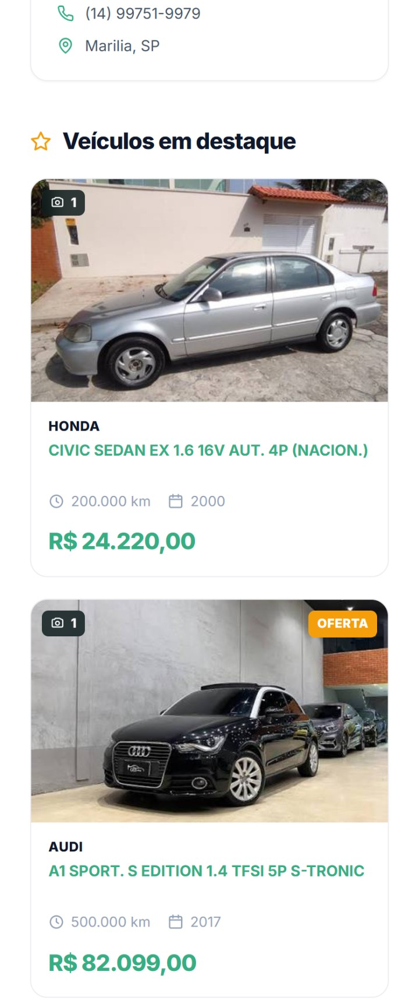 (14) 99751-9979
Marilia, SP
Veículos em destaque
1
HONDA
CIVIC SEDAN EX 1.6 16V AUT. 4P (NACION.)
200.000 km 2000
R$ 24.220,00
1 OFERTA
AUDI
A1 SPORT. S EDITION 1.4 TFSI 5P S-TRONIC
500.000 km 2017
R$ 82.099,00